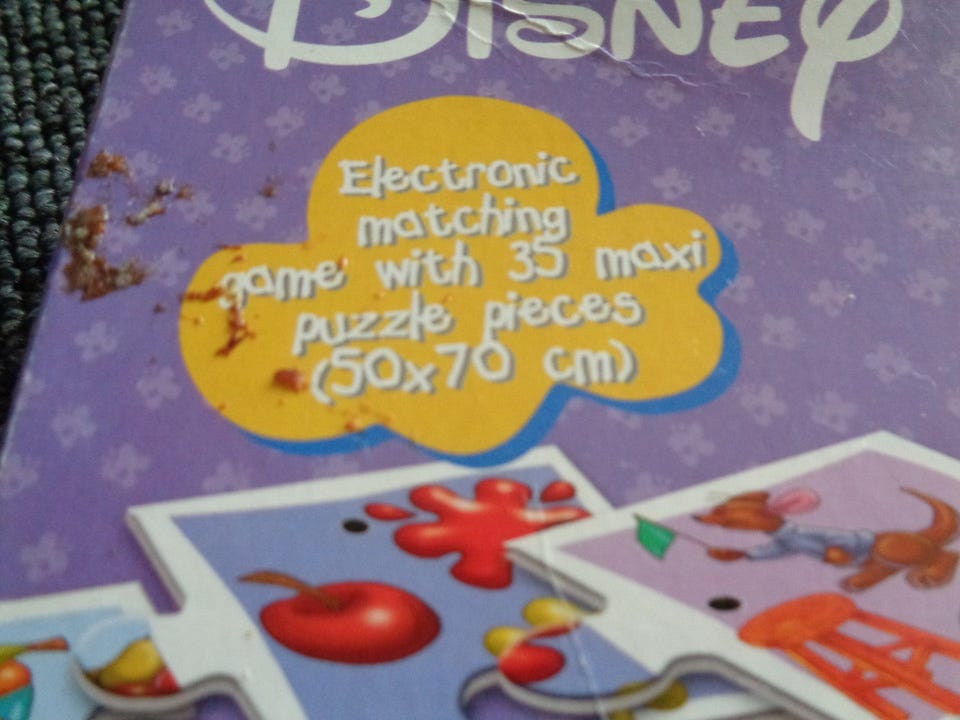 DISNEY
Electronic
matching
game with 35 maxi
puzzle pieces
(50x70 cm)